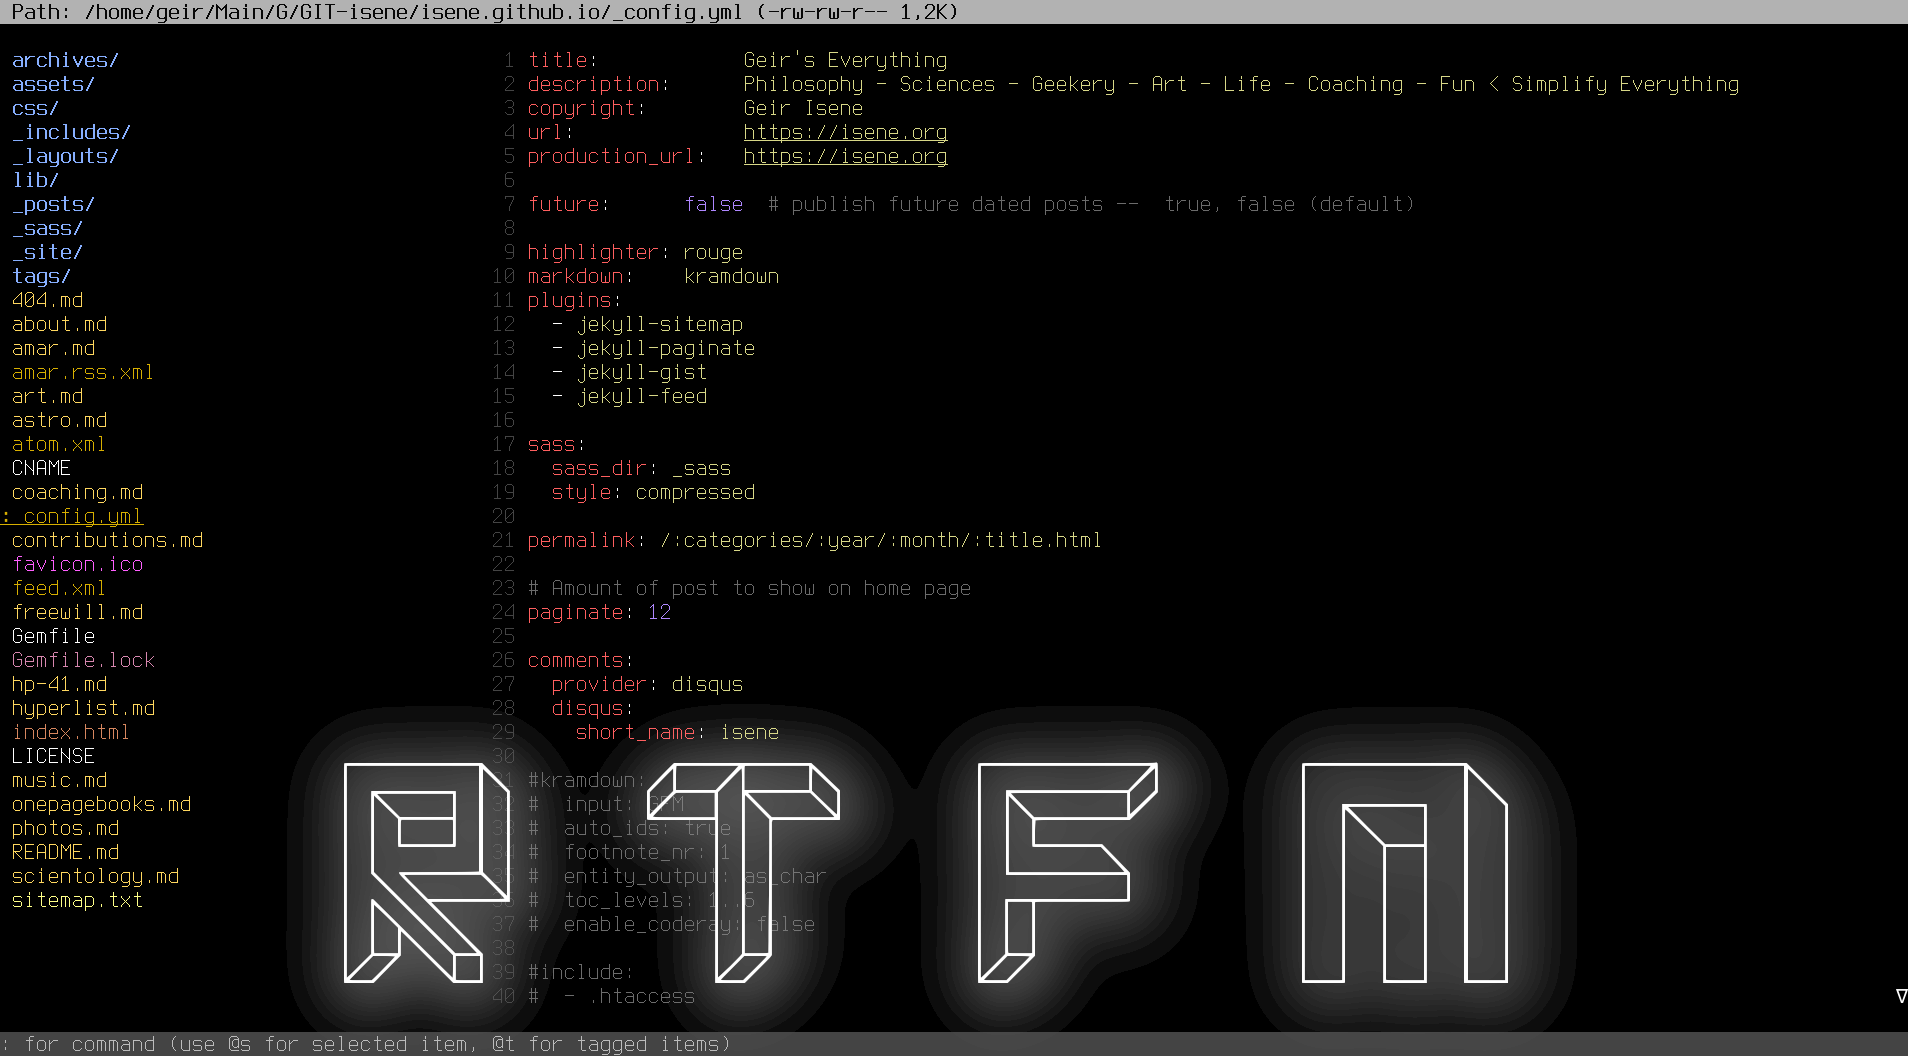 Path: /home/geir/Main/G/GIT-isene/isene.github.io/_config.yml (-rw-rw-r-- 1,2K)
archives/
assets/
css/
_includes/
_layouts/
lib/
_posts/
_sass/
_site/
tags/
404.md
about.md
amar.md
amar.rss.xml
art.md
astro.md
atom.xml
CNAME
coaching.md
: config.yml
contributions.md
favicon.ico
feed.xml
freewill.md
Gemfile
Gemfile.lock
hp-41.md
hyperlist.md
index.html
LICENSE
music.md
onepagebooks.md
photos.md
README.md
scientology.md
sitemap.txt
1 title: Geir's Everything
2 description: Philosophy - Sciences - Geekery - Art - Life - Coaching - Fun < Simplify Everything
3 copyright: Geir Isene
4 url: https://isene.org
5 production_url: https://isene.org
6
7 future: false # publish future dated posts -- true, false (default)
8
9 highlighter: rouge
10 markdown: kramdown
11 plugins:
12 - jekyll-sitemap
13 - jekyll-paginate
14 - jekyll-gist
15 - jekyll-feed
16
17 sass:
18 sass_dir: _sass
19 style: compressed
20
21 permalink: /:categories/:year/:month/:title.html
22
23 # Amount of post to show on home page
24 paginate: 12
25
26 comments:
27 provider: disqus
28 disqus:
29 short_name: isene
30
31 #kramdown:
32 # input: GFM
33 # auto_ids: true
34 # footnote_nr: 1
35 # entity_output: as_char
36 # toc_levels: 1..6
37 # enable_coderay: false
38
39 #include:
40 # - .htaccess
RTFM
∇
: for command (use @s for selected item, @t for tagged items)